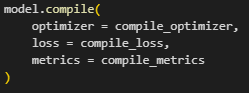 model.compile(
    optimizer = compile_optimizer,
    loss = compile_loss,
    metrics = compile_metrics
)